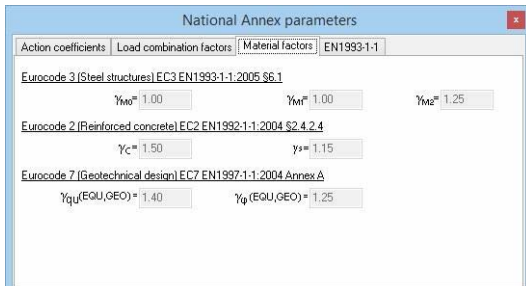 National Annex parameters
x
Action coefficients Load combination factors Material factors EN1993-1-1
Eurocode 3 (Steel structures) EC3 EN1993-1-1:2005 §6.1
γM0= 1.00 γM1= 1.00 γM2= 1.25
Eurocode 2 (Reinforced concrete) EC2 EN1992-1-1:2004 §2.4.2.4
γC= 1.50 γs= 1.15
Eurocode 7 (Geotechnical design) EC7 EN1997-1-1:2004 Annex A
γqu(EQU,GEO)= 1.40 γφ(EQU,GEO)= 1.25